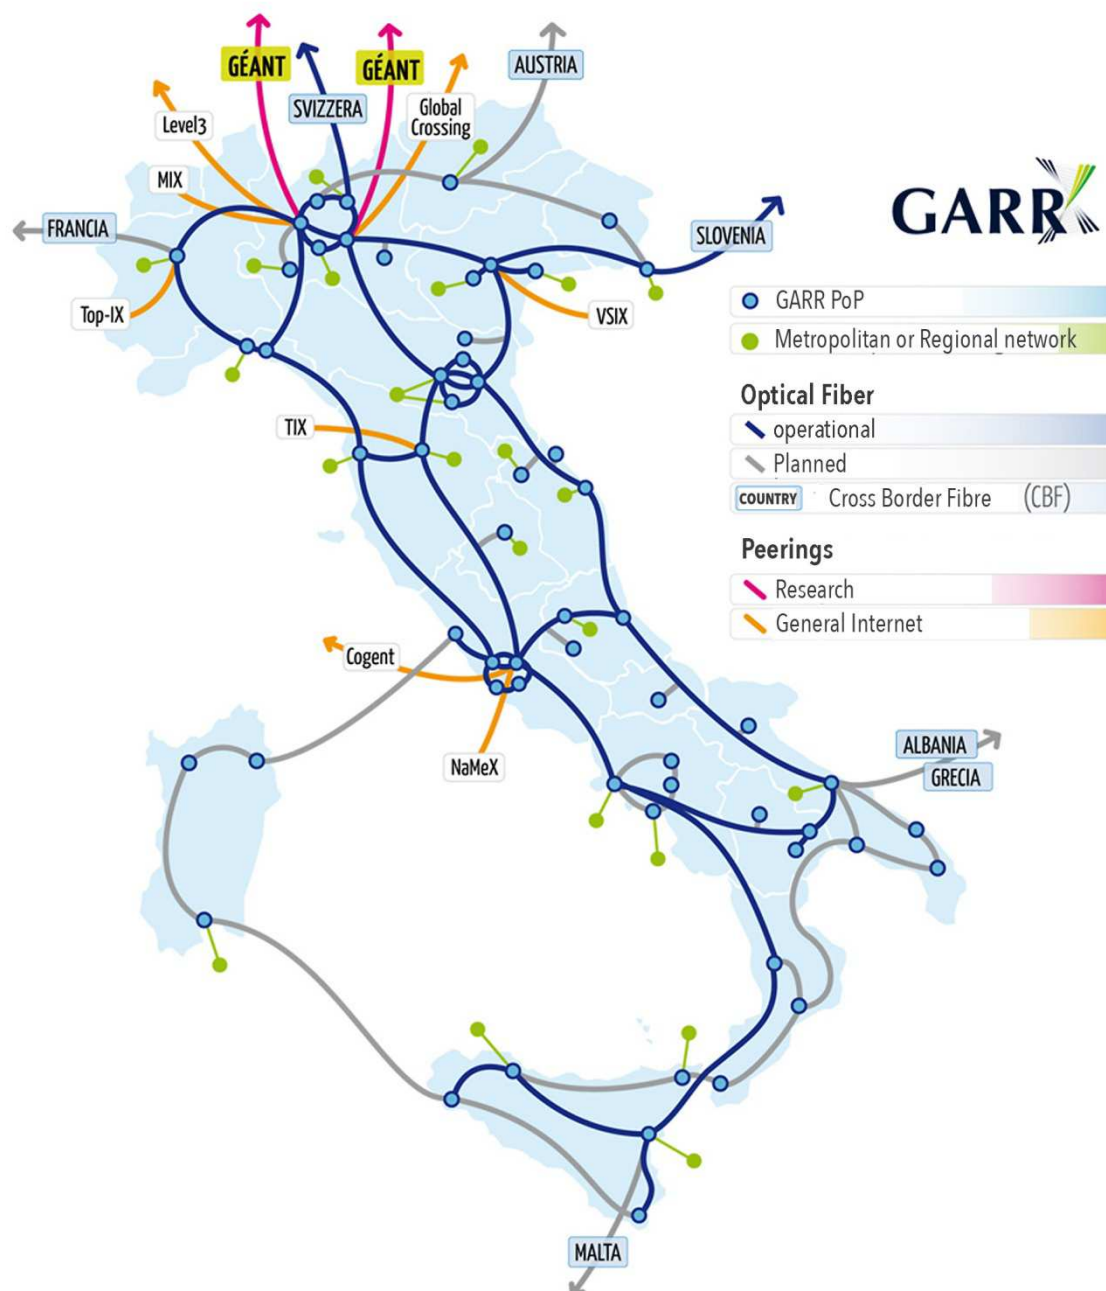 GÉANT
GÉANT
AUSTRIA
SVIZZERA
Global
Crossing
Level3
MIX
FRANCIA
SLOVENIA
Top-IX
VSIX
TIX
Cogent
NaMeX
ALBANIA
GRECIA
MALTA
GARR
GARR PoP
Metropolitan or Regional network
Optical Fiber
operational
Planned
COUNTRY Cross Border Fibre (CBF)
Peerings
Research
General Internet